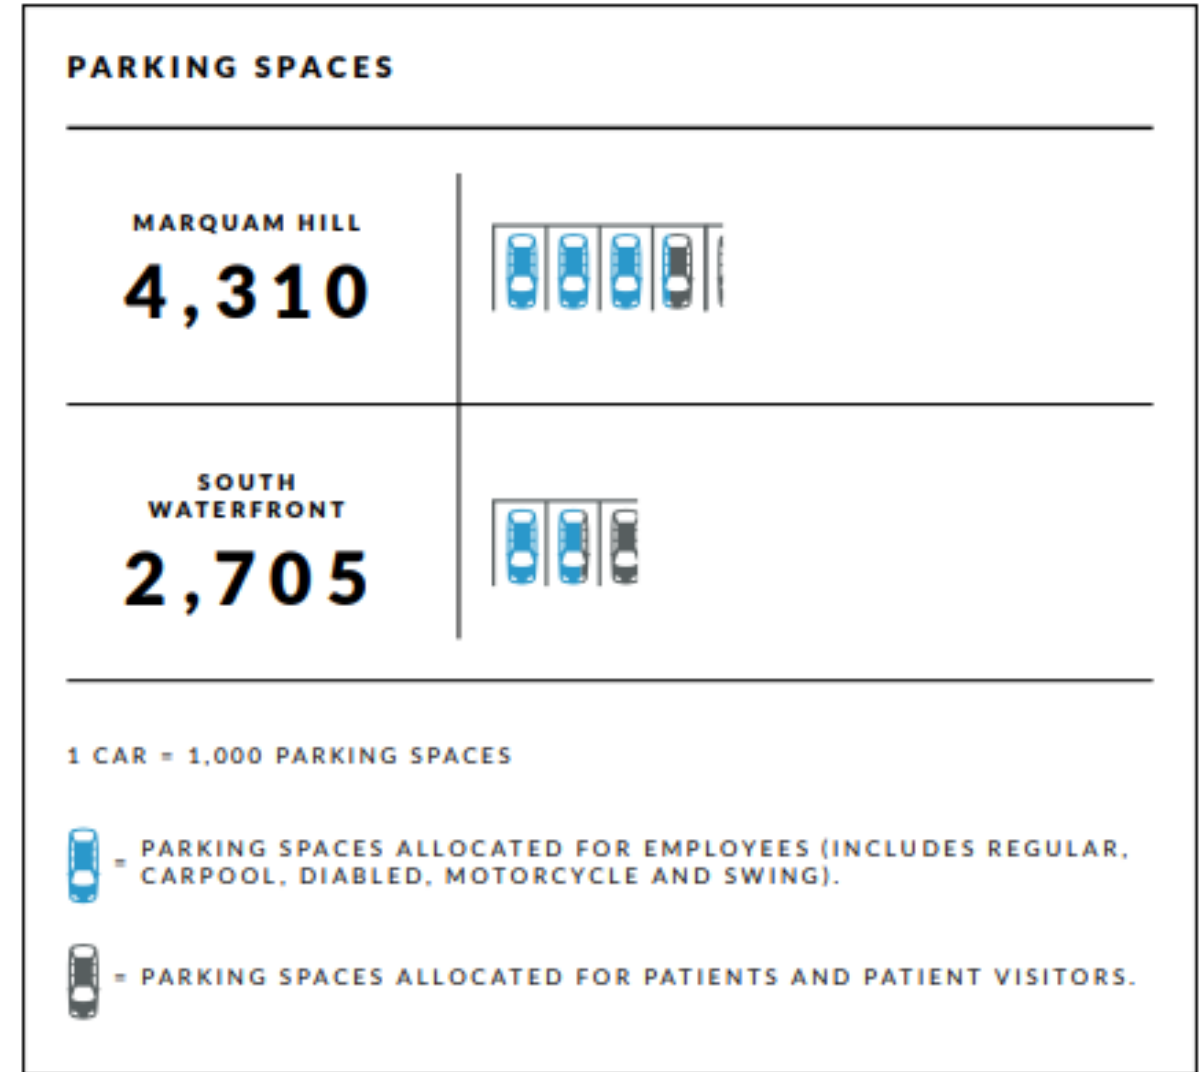 PARKING SPACES
MARQUAM HILL
4,310
SOUTH
WATERFRONT
2,705
1 CAR = 1,000 PARKING SPACES
= PARKING SPACES ALLOCATED FOR EMPLOYEES (INCLUDES REGULAR,
CARPOOL, DIABLED, MOTORCYCLE AND SWING).
= PARKING SPACES ALLOCATED FOR PATIENTS AND PATIENT VISITORS.